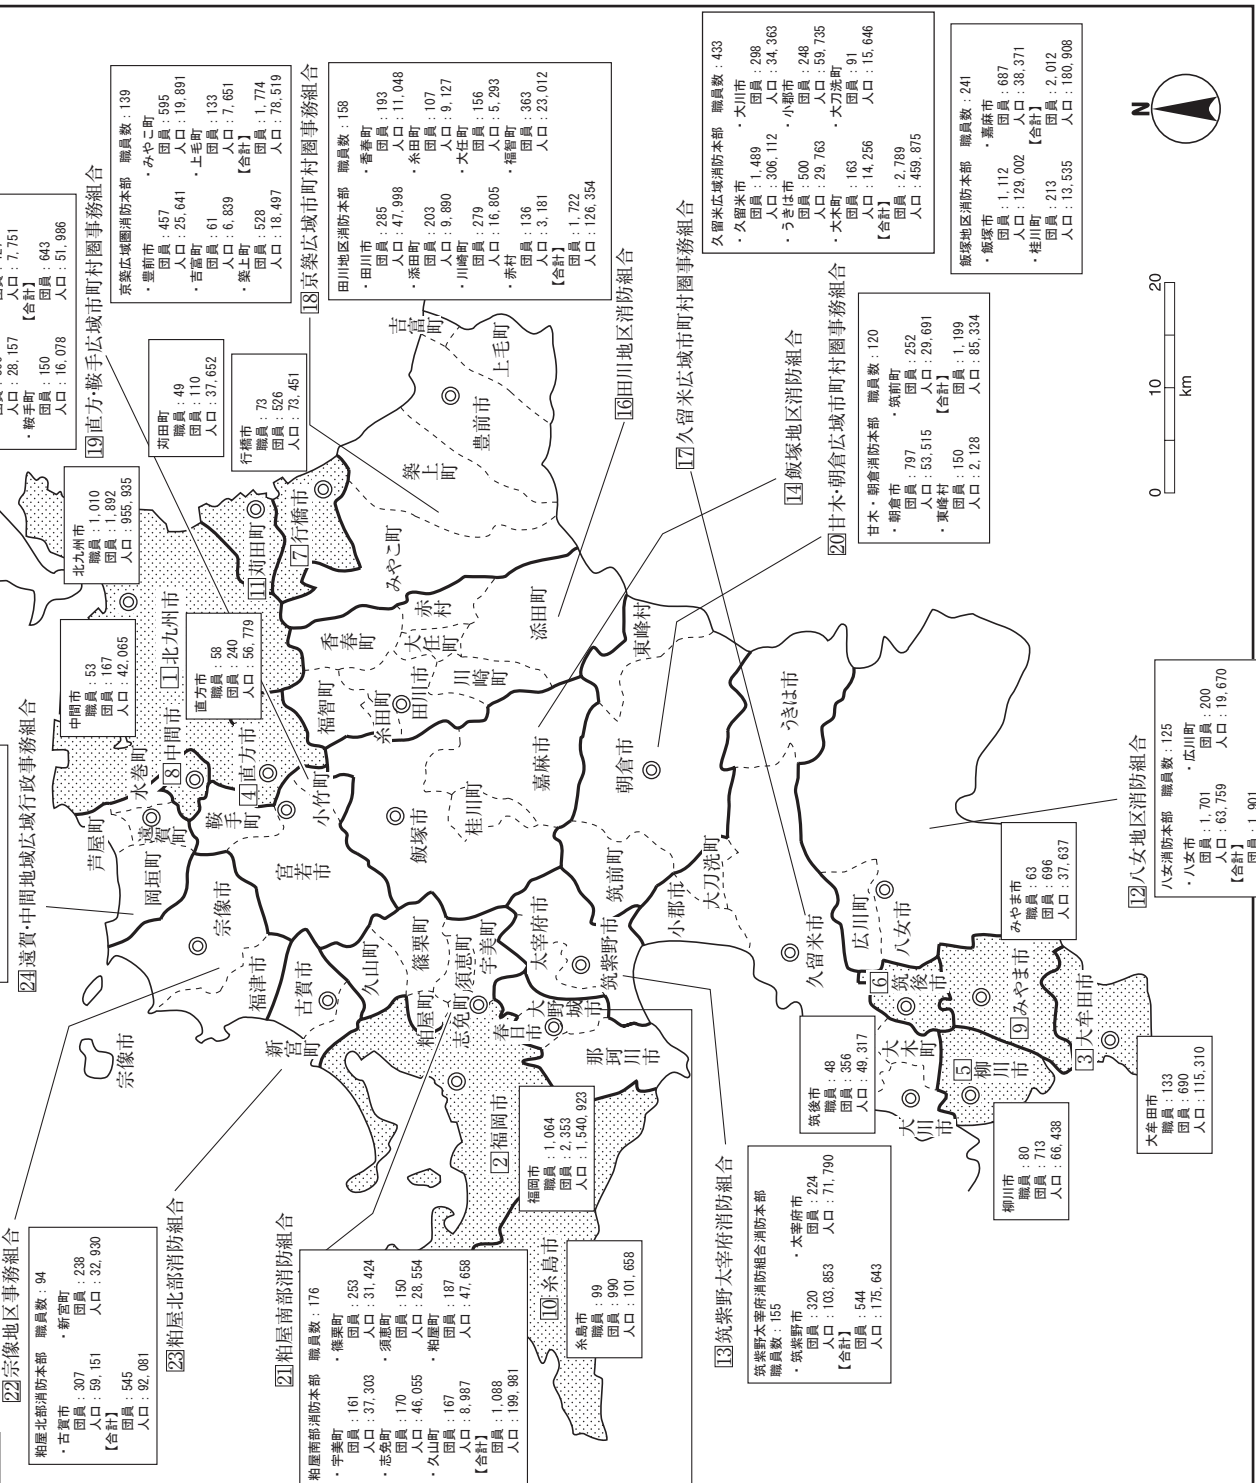 22宗像地区事務組合
粕屋北部消防本部 職員数：94
・古賀市 ・新宮町
団員：307 団員：238
人口：59,151 人口：32,930
【合計】
団員：545
人口：92,081
23粕屋北部消防組合
21粕屋南部消防組合
粕屋南部消防本部 職員数：176
・宇美町 ・篠栗町
団員：161 団員：253
人口：37,303 人口：31,424
・志免町 ・須恵町
団員：170 団員：150
人口：46,055 人口：28,554
・久山町 ・粕屋町
団員：167 団員：187
人口：8,987 人口：47,658
【合計】
団員：1,088
人口：199,981
24遠賀・中間地域広域行政事務組合
中間市
職員：53
団員：167
人口：42,065
北九州市
職員：1,010
団員：1,892
人口：955,935
直方市
職員：58
団員：240
人口：56,779
人口：28,157 人口：7,751
・鞍手町 【合計】
団員：150 団員：643
人口：16,078 人口：51,986
19直方・鞍手広域市町村圏事務組合
苅田町
職員：49
団員：110
人口：37,652
行橋市
職員：73
団員：526
人口：73,451
京築広域圏消防本部 職員数：139
・豊前市 ・みやこ町
団員：457 団員：595
人口：25,641 人口：19,891
・吉富町 ・上毛町
団員：61 団員：133
人口：6,839 人口：7,651
・築上町 【合計】
団員：528 団員：1,774
人口：18,497 人口：78,519
18京築広域市町村圏事務組合
田川地区消防本部 職員数：158
・田川市 ・香春町
団員：285 団員：193
人口：47,998 人口：11,048
・添田町 ・糸田町
団員：203 団員：107
人口：9,890 人口：9,127
・川崎町 ・大任町
団員：279 団員：156
人口：16,805 人口：5,293
・赤村 ・福智町
団員：136 団員：363
人口：3,181 人口：23,012
【合計】
団員：1,722
人口：126,354
16田川地区消防組合
17久留米広域市町村圏事務組合
久留米広域消防本部 職員数：433
・久留米市 ・大川市
団員：1,489 団員：298
人口：306,112 人口：34,363
・うきは市 ・小郡市
団員：500 団員：248
人口：29,763 人口：59,735
・大木町 ・大刀洗町
団員：163 団員：91
人口：14,256 人口：15,646
【合計】
団員：2,789
人口：459,875
14飯塚地区消防組合
飯塚地区消防本部 職員数：241
・飯塚市 ・嘉麻市
団員：1,112 団員：687
人口：129,002 人口：38,371
・桂川町 【合計】
団員：213 団員：2,012
人口：13,535 人口：180,908
20甘木・朝倉広域市町村圏事務組合
甘木・朝倉消防本部 職員数：120
・朝倉市 ・筑前町
団員：797 団員：252
人口：53,515 人口：29,691
・東峰村 【合計】
団員：150 団員：1,199
人口：2,128 人口：85,334
福岡市
職員：1,064
団員：2,353
人口：1,540,923
糸島市
職員：99
団員：990
人口：101,658
13筑紫野太宰府消防組合
筑紫野太宰府消防組合消防本部
職員数：155
・筑紫野市 ・太宰府市
団員：320 団員：224
人口：103,853 人口：71,790
【合計】
団員：544
人口：175,643
筑後市
職員：48
団員：356
人口：49,317
柳川市
職員：80
団員：713
人口：66,438
大牟田市
職員：133
団員：690
人口：115,310
みやま市
職員：63
団員：696
人口：37,637
12八女地区消防組合
八女消防本部 職員数：125
・八女市 ・広川町
団員：1,701 団員：200
人口：63,759 人口：19,670
【合計】
団員：1,901
宗像市
宗像市
福津市
古賀市
新宮町
久山町
篠栗町
粕屋町
志免町
須恵町
宇美町
2福岡市
10糸島市
春日市
大野城市
那珂川市
太宰府市
筑紫野市
芦屋町
水巻町
岡垣町
遠賀町
8中間市
1北九州市
4直方市
鞍手町
小竹町
宮若市
11苅田町
7行橋市
みやこ町
築上町
豊前市
吉富町
上毛町
香春町
赤村
大任町
福智町
糸田町
田川市
川崎町
添田町
飯塚市
桂川町
嘉麻市
東峰村
朝倉市
筑前町
小郡市
大刀洗町
うきは市
久留米市
広川町
八女市
6筑後市
大木町
大川市
5柳川市
9みやま市
3大牟田市
N
0 10 20
km